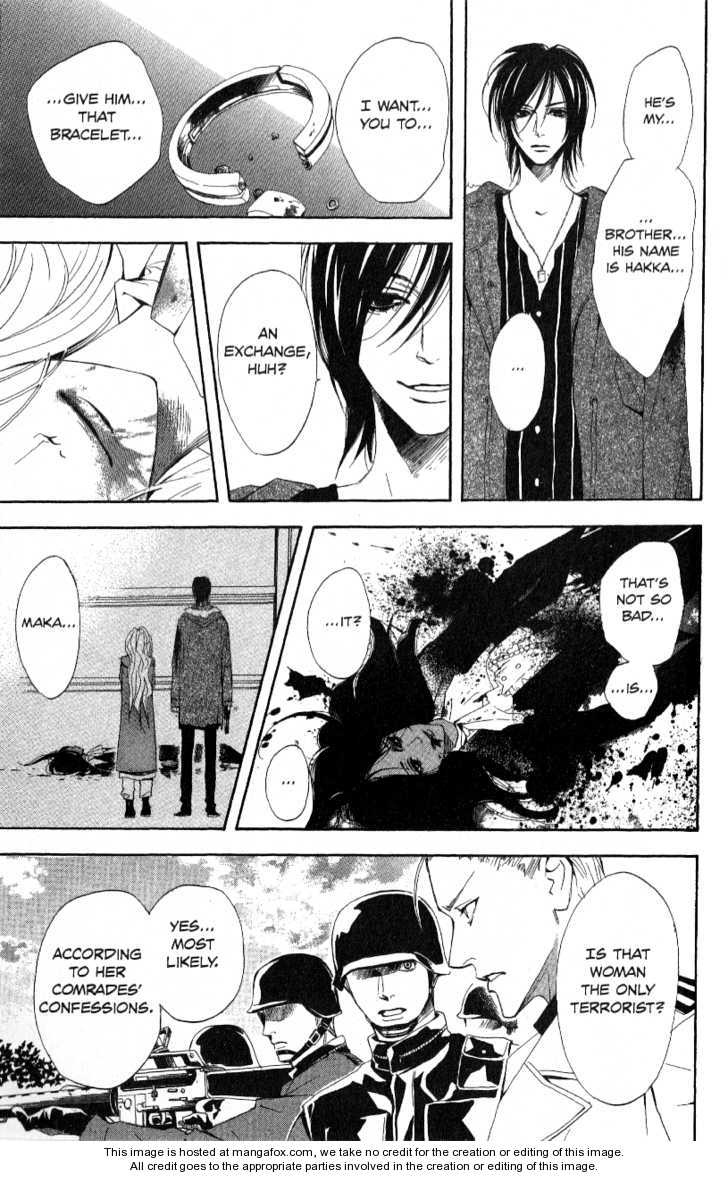 HE'S
MY...
...
BROTHER...
HIS NAME
IS HAKKA...
...
I WANT...
YOU TO...
...GIVE HIM...
THAT
BRACELET...
AN
EXCHANGE,
HUH?
THAT'S
NOT SO
BAD...
...IS...
...IT?
...
MAKA...
IS THAT
WOMAN
THE ONLY
TERRORIST?
YES...
MOST
LIKELY.
ACCORDING
TO HER
COMRADES'
CONFESSIONS.
This image is hosted at mangafox.com, we take no credit for the creation or editing of this image.
All credit goes to the appropriate parties involved in the creation or editing of this image.